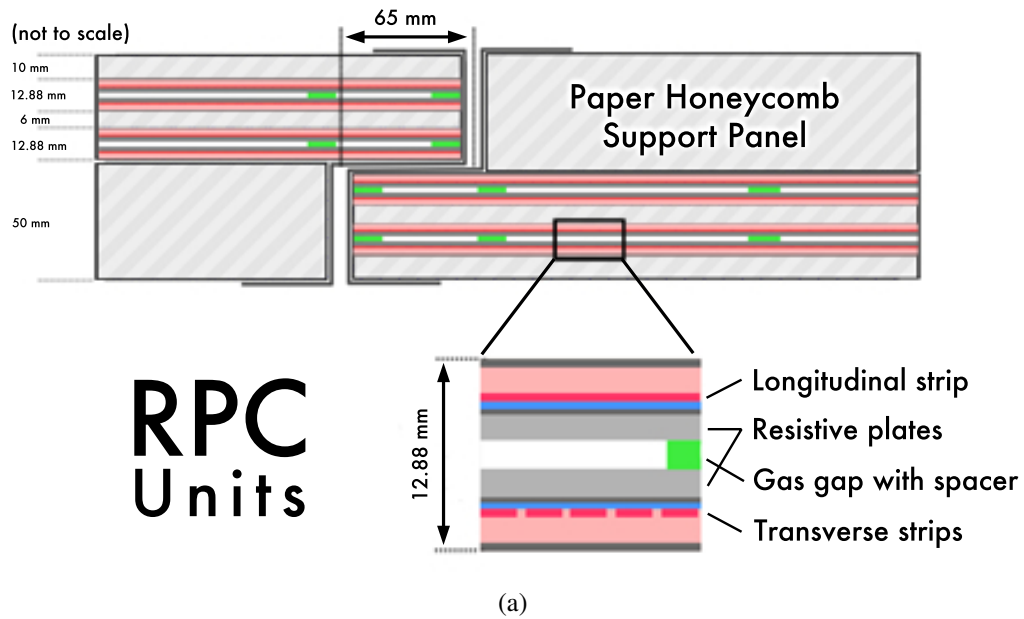 (not to scale)
65 mm
10 mm
12.88 mm
6 mm
12.88 mm
50 mm
Paper Honeycomb
Support Panel
RPC
Units
12.88 mm
Longitudinal strip
Resistive plates
Gas gap with spacer
Transverse strips
(a)